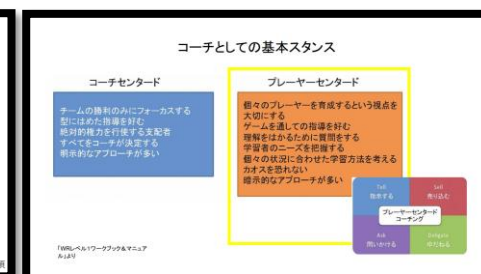 コーチとしての基本スタンス
コーチセンタード
チームの勝利のみにフォーカスする
型にはめた指導を好む
絶対的権力を行使する支配者
すべてをコーチが決定する
明示的なアプローチが多い
プレーヤーセンタード
個々のプレーヤーを育成するという視点を
大切にする
ゲームを通しての指導を好む
理解をはかるために質問をする
学習者のニーズを把握する
個々の状況に合わせた学習方法を考える
カオスを恐れない
暗示的なアプローチが多い
Tell
指示する
Sell
売り込む
プレーヤーセンタード
コーチング
Ask
問いかける
Delegate
ゆだねる
「WRレベル1ワークブック&マニュア
ル」より